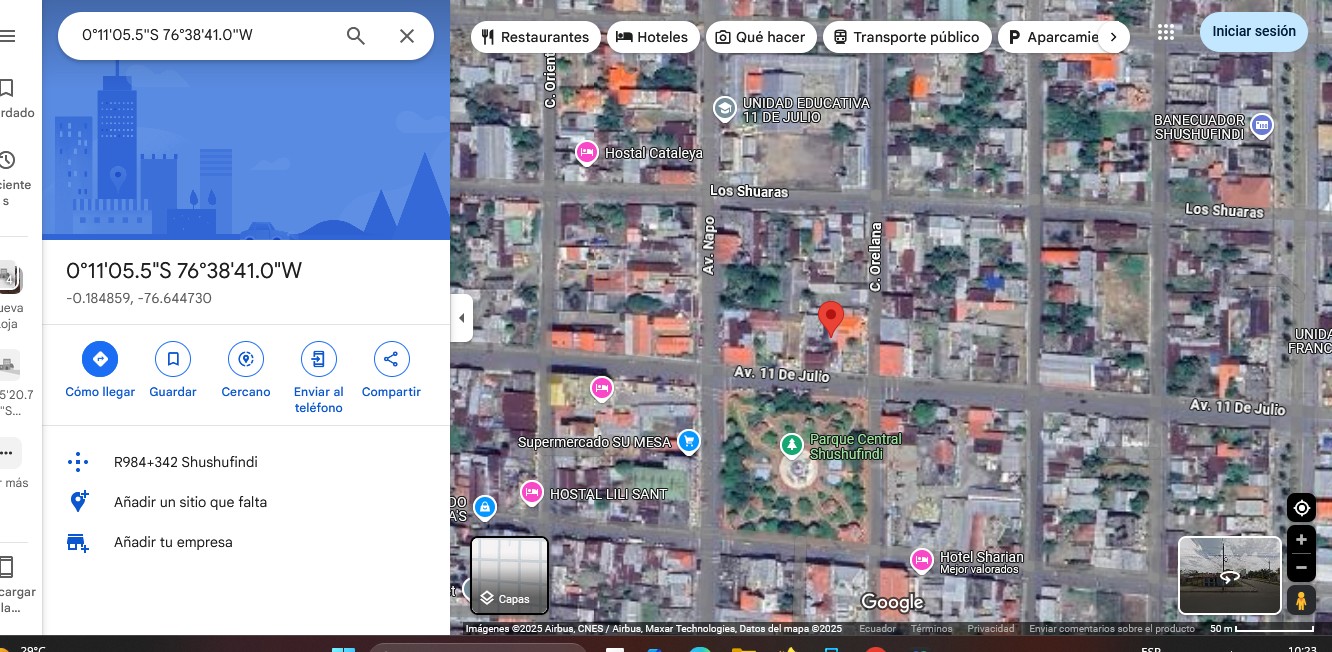 0°11'05.5"S 76°38'41.0"W
Restaurantes
Hoteles
Qué hacer
Transporte público
Iniciar sesión
rdado
ciente
s
ueva
oja
5'20.7
"S...
r más
cargar
la...
0°11'05.5"S 76°38'41.0"W
-0.184859, -76.644730
Cómo llegar
Guardar
Cercano
Enviar al
teléfono
Compartir
R984+342 Shushufindi
Añadir un sitio que falta
Añadir tu empresa
C. Orient
UNIDAD EDUCATIVA
11 DE JULIO
BANECUADOR
SHUSHUFINDI
Hostal Cataleya
Los Shuaras
Los Shuaras
Av. Napo
C. Orellana
UNIDA
FRANC
Av. 11 De Julio
Av. 11 De Julio
Supermercado SU MESA
Parque Central
Shushufindi
HOSTAL LILI SANT
DO
A'S
Hotel Sharian
Mejor valorados
Capas
Google
Imágenes ©2025 Airbus, CNES / Airbus, Maxar Technologies, Datos del mapa ©2025
Ecuador
Términos
Privacidad
Enviar comentarios sobre el producto
50 m
29°C
ESP
10:23